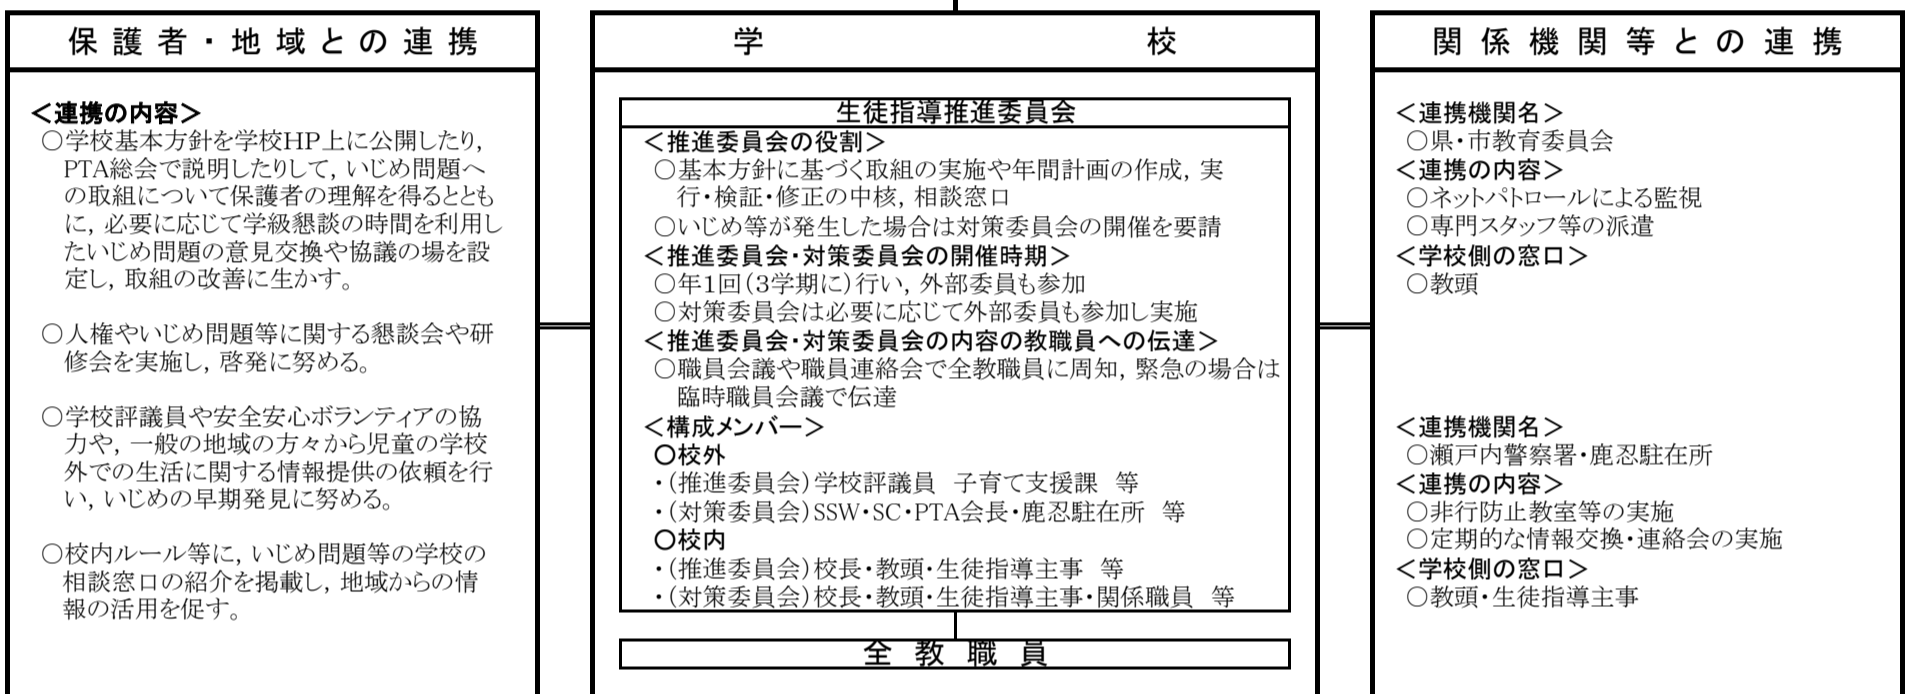 保護者・地域との連携
＜連携の内容＞
○学校基本方針を学校HP上に公開したり，
PTA総会で説明したりして，いじめ問題へ
の取組について保護者の理解を得るととも
に，必要に応じて学級懇談の時間を利用し
たいじめ問題の意見交換や協議の場を設
定し，取組の改善に生かす。
○人権やいじめ問題等に関する懇談会や研
修会を実施し，啓発に努める。
○学校評議員や安全安心ボランティアの協
力や，一般の地域の方々から児童の学校
外での生活に関する情報提供の依頼を行
い，いじめの早期発見に努める。
○校内ルール等に，いじめ問題等の学校の
相談窓口の紹介を掲載し，地域からの情
報の活用を促す。
学校
生徒指導推進委員会
＜推進委員会の役割＞
○基本方針に基づく取組の実施や年間計画の作成，実
行・検証・修正の中核，相談窓口
○いじめ等が発生した場合は対策委員会の開催を要請
＜推進委員会・対策委員会の開催時期＞
○年１回（３学期に）行い，外部委員も参加
○対策委員会は必要に応じて外部委員も参加し実施
＜推進委員会・対策委員会の内容の教職員への伝達＞
○職員会議や職員連絡会で全教職員に周知，緊急の場合は
臨時職員会議で伝達
＜構成メンバー＞
○校外
・（推進委員会）学校評議員　子育て支援課　等
・（対策委員会）SSW・SC・PTA会長・鹿忍駐在所　等
○校内
・（推進委員会）校長・教頭・生徒指導主事　等
・（対策委員会）校長・教頭・生徒指導主事・関係職員　等
全教職員
関係機関等との連携
＜連携機関名＞
○県・市教育委員会
＜連携の内容＞
○ネットパトロールによる監視
○専門スタッフ等の派遣
＜学校側の窓口＞
○教頭
＜連携機関名＞
○瀬戸内警察署・鹿忍駐在所
＜連携の内容＞
○非行防止教室等の実施
○定期的な情報交換・連絡会の実施
＜学校側の窓口＞
○教頭・生徒指導主事